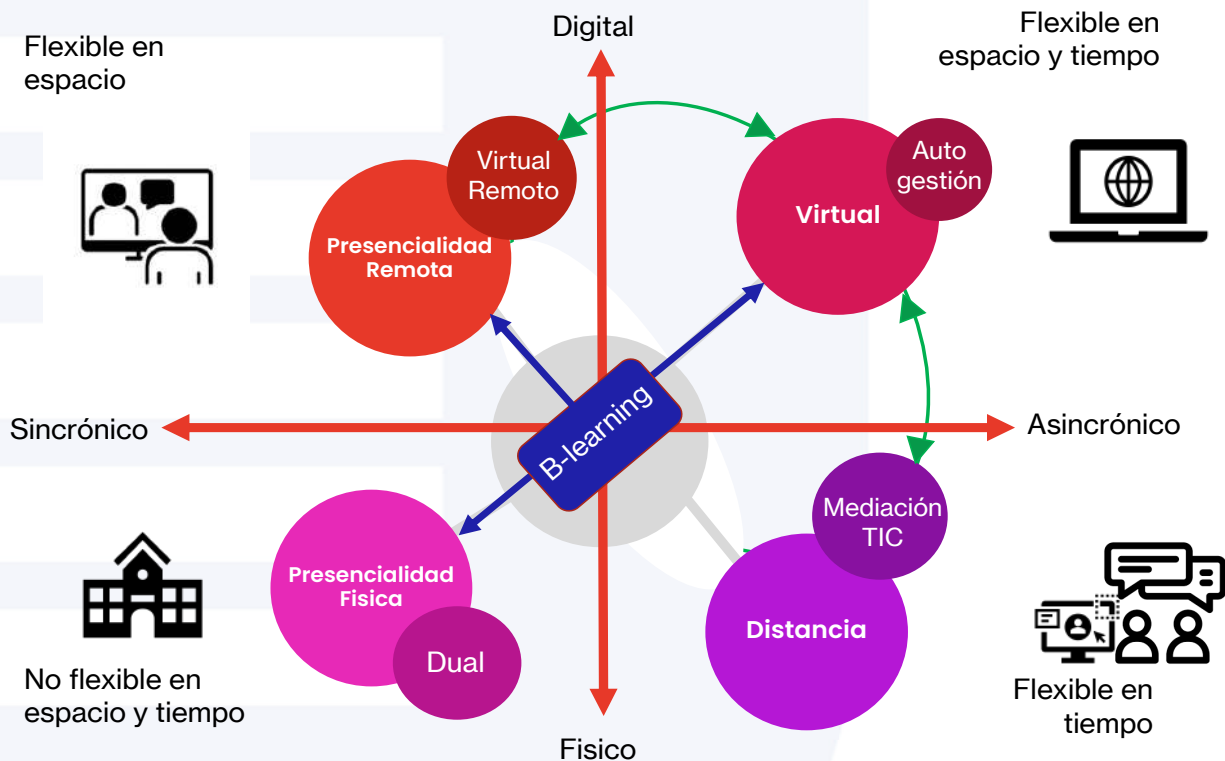 Digital
Flexible en
espacio
Flexible en
espacio y tiempo
Virtual
Remoto
Auto
gestión
Presencialidad
Remota
Virtual
Sincrónico
B-learning
Asincrónico
Mediación
TIC
Presencialidad
Fisica
Dual
Distancia
No flexible en
espacio y tiempo
Flexible en
tiempo
Fisico